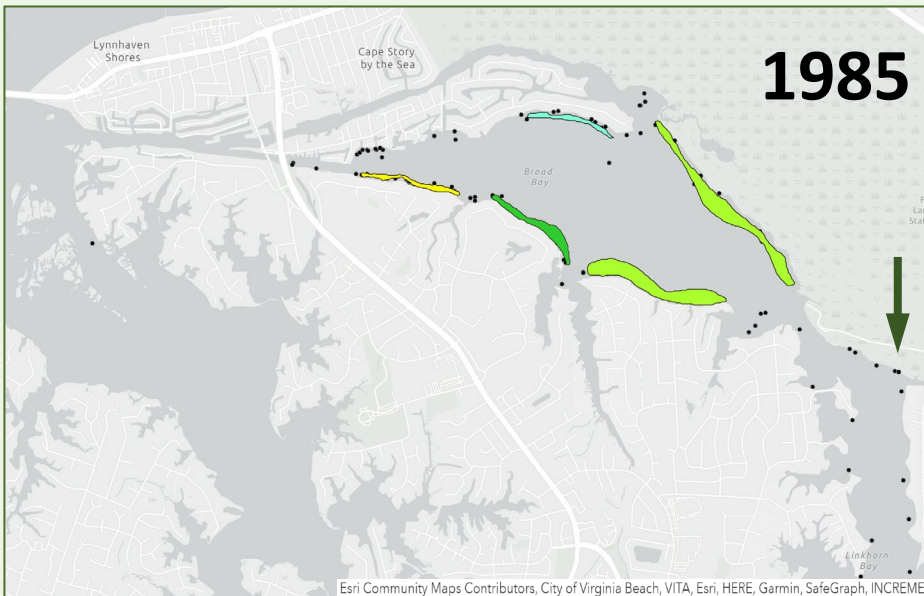 1985
Lynnhaven
Shores
Cape Story
by the Sea
Broad
Bay
Linkhorn
Bay
Esri Community Maps Contributors, City of Virginia Beach, VITA, Esri, HERE, Garmin, SafeGraph, INCREME